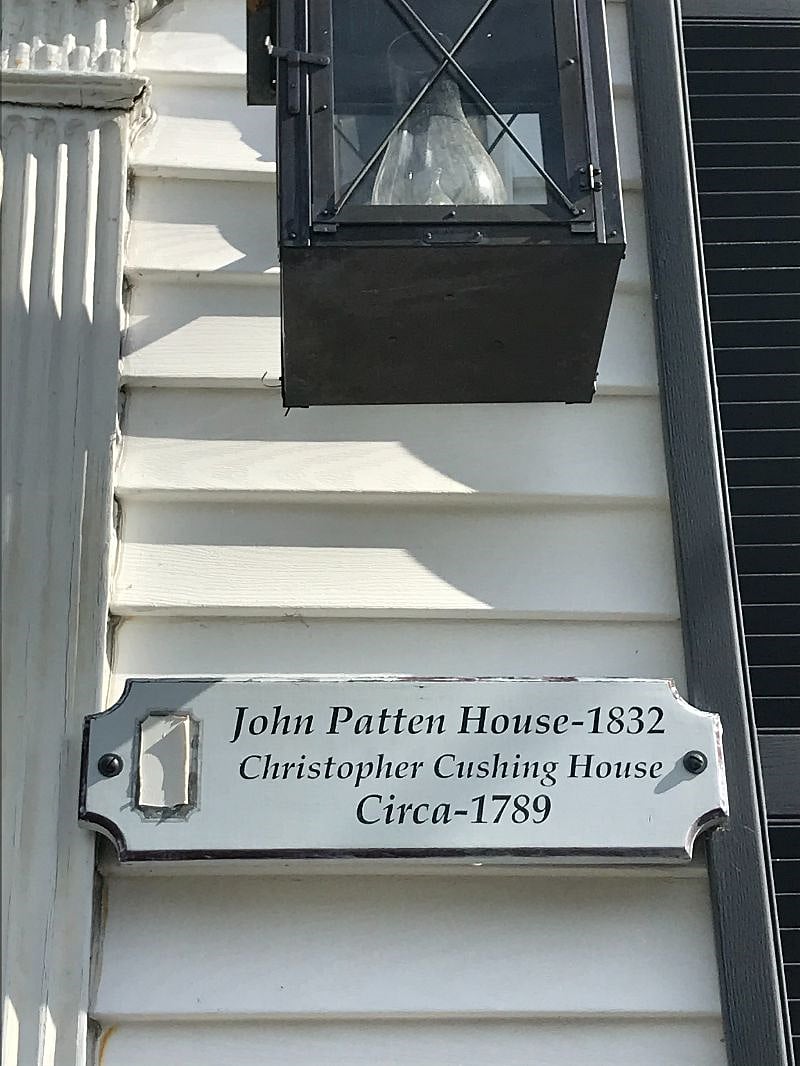 John Patten House-1832
Christopher Cushing House
Circa-1789